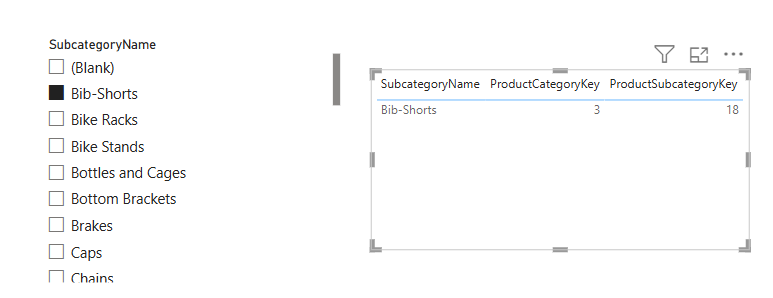 SubcategoryName
(Blank)
Bib-Shorts
Bike Racks
Bike Stands
Bottles and Cages
Bottom Brackets
Brakes
Caps
Chains
SubcategoryName ProductCategoryKey ProductSubcategoryKey
Bib-Shorts 3 18